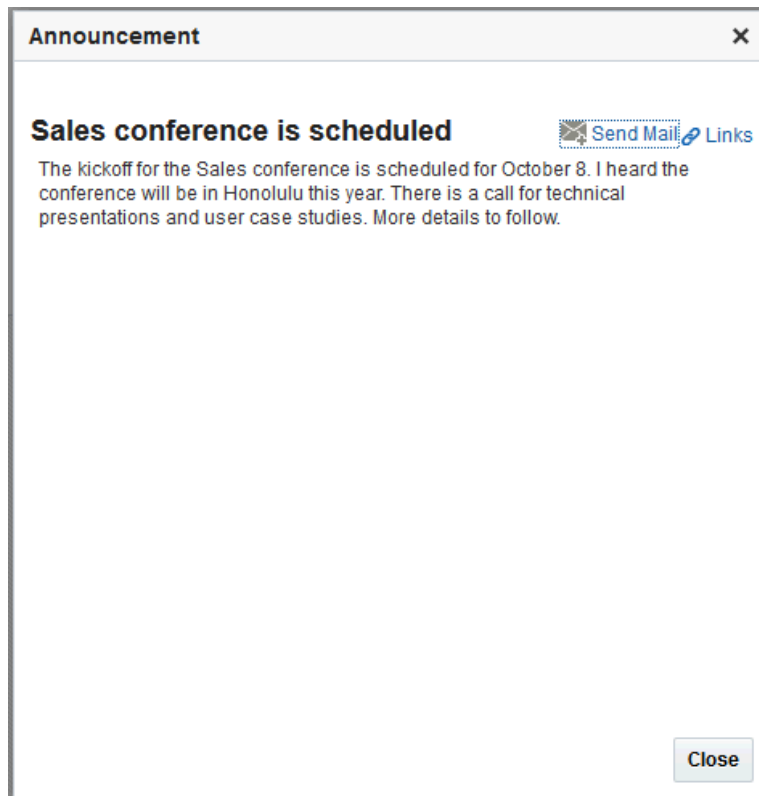 Announcement
Sales conference is scheduled
Send Mail Links
The kickoff for the Sales conference is scheduled for October 8. I heard the
conference will be in Honolulu this year. There is a call for technical
presentations and user case studies. More details to follow.
Close